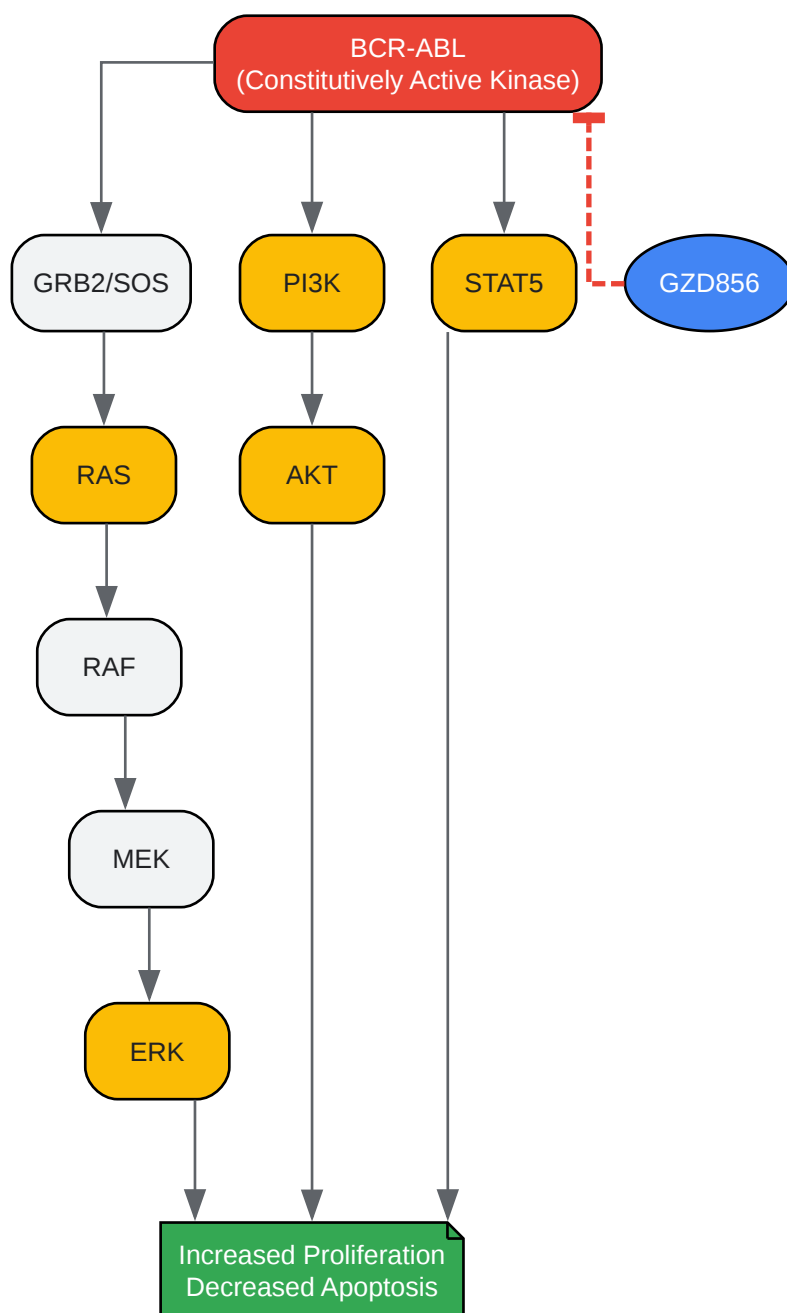 BCR-ABL
(Constitutively Active Kinase)
GRB2/SOS
PI3K
STAT5
GZD856
RAS
AKT
RAF
MEK
ERK
Increased Proliferation
Decreased Apoptosis